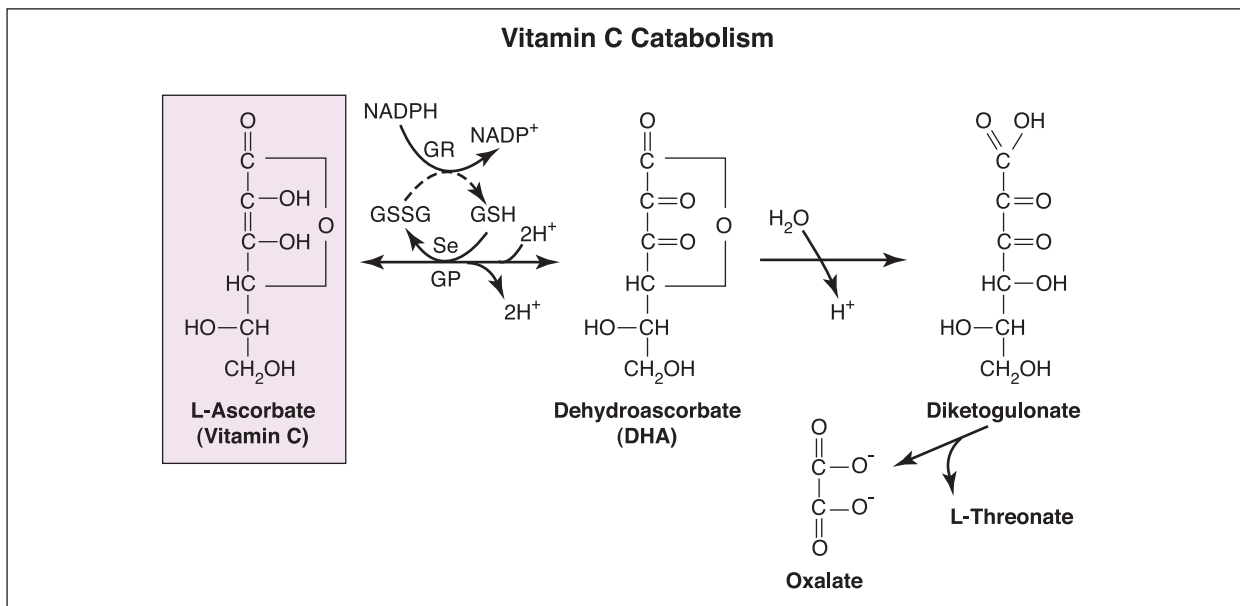 Vitamin C Catabolism
O
C
C–OH
C–OH
O
HC
HO–CH
CH₂OH
L-Ascorbate
(Vitamin C)
NADPH
NADP⁺
GR
GSSG
GSH
Se
2H⁺
GP
2H⁺
O
C
C=O
C=O
O
HC
HO–CH
CH₂OH
Dehydroascorbate
(DHA)
H₂O
H⁺
O OH
C
C=O
C=O
HC–OH
HO–CH
CH₂OH
Diketogulonate
L-Threonate
O
C–O⁻
C–O⁻
O
Oxalate